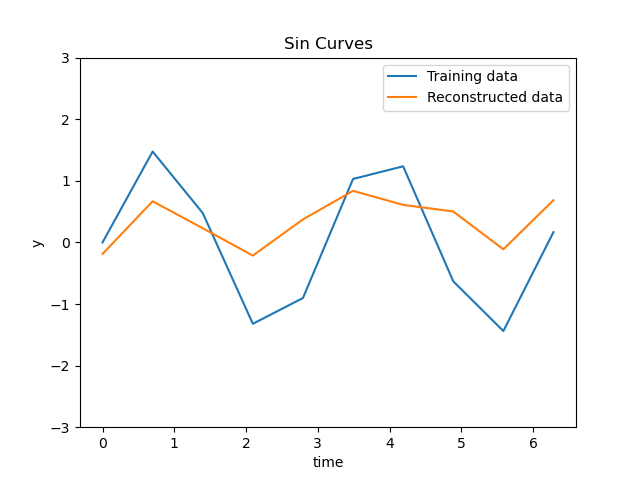 Sin Curves
Training data
Reconstructed data
3
2
1
0
−1
−2
−3
y
0 1 2 3 4 5 6
time